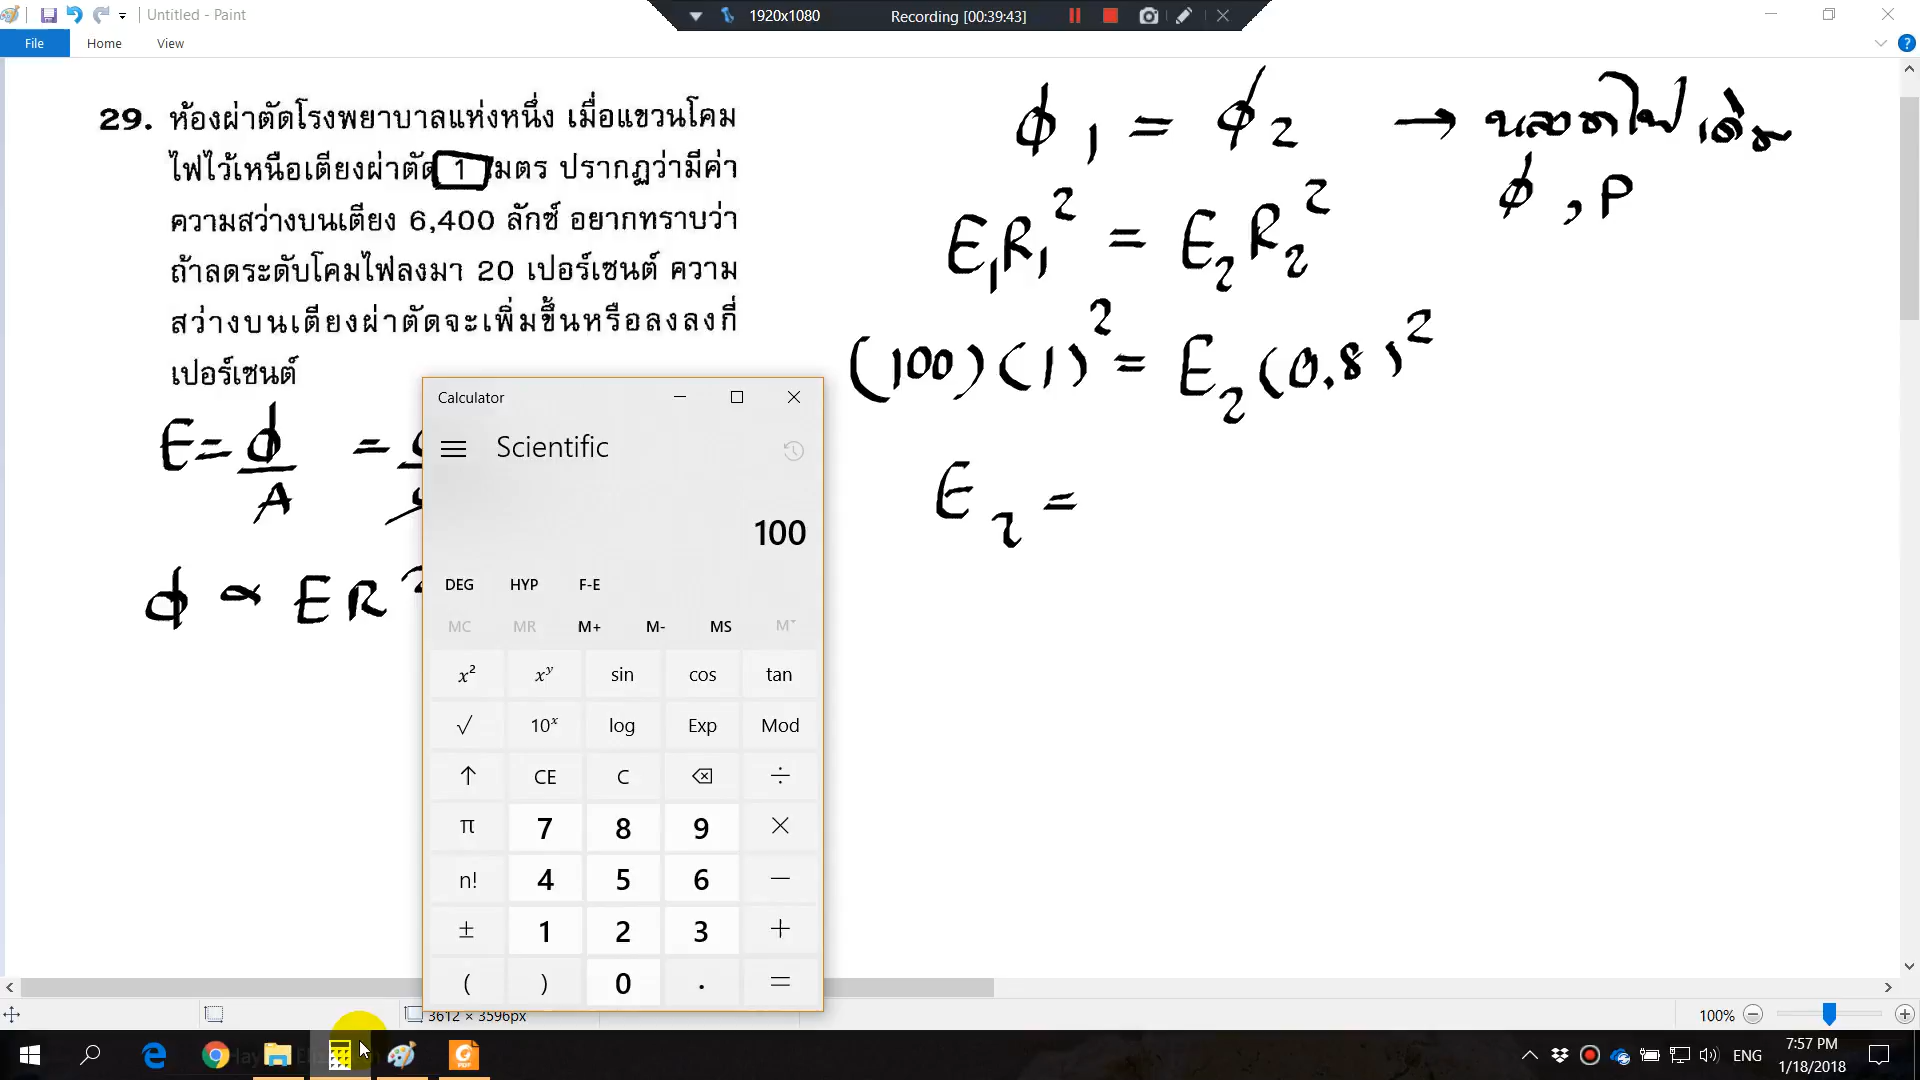 Untitled - Paint
1920x1080
Recording [00:39:43]
File
Home
View
29. ห้องผ่าตัดโรงพยาบาลแห่งหนึ่ง เมื่อแขวนโคม
ไฟไว้เหนือเตียงผ่าตัด 1 เมตร ปรากฏว่ามีค่า
ความสว่างบนเตียง 6,400 ลักซ์ อยากทราบว่า
ถ้าลดระดับโคมไฟลงมา 20 เปอร์เซนต์ ความ
สว่างบนเตียงผ่าตัดจะเพิ่มขึ้นหรือลงลงกี่
เปอร์เซนต์
E = ϕ/A =
ϕ ∝ ER²
ϕ₁ = ϕ₂ → หลอดไฟเดิม
ϕ , P
E₁R₁² = E₂R₂²
(100)(1)² = E₂(0.8)²
E₂ =
Calculator
Scientific
100
DEG HYP F-E
MC MR M+ M- MS M˅
x² xʸ sin cos tan
√ 10ˣ log Exp Mod
↑ CE C ⌫ ÷
π 7 8 9 ×
n! 4 5 6 −
± 1 2 3 +
( ) 0 . =
3612 × 3596px
100%
ENG
7:57 PM
1/18/2018